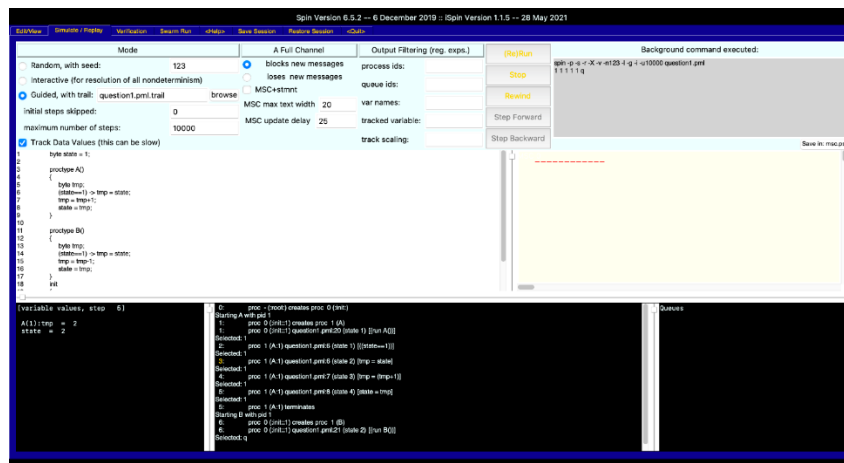 Spin Version 6.5.2 -- 6 December 2019 :: iSpin Version 1.1.5 -- 28 May 2021
Edit/View Simulate / Replay Verification Swarm Run <Help> Save Session Restore Session <Quit>
Mode A Full Channel Output Filtering (reg. exps.) (Re)Run Background command executed:
Random, with seed: 123 blocks new messages process ids: spin -p -s -r -X -v -n123 -l -g -i -u10000 question1.pml
Interactive (for resolution of all nondeterminism) loses new messages Stop 1 1 1 1 1 q
Guided, with trail: question1.pml.trail browse MSC+stmnt queue ids: Rewind
initial steps skipped: 0 MSC max text width 20 var names:
maximum number of steps: 10000 MSC update delay 25 tracked variable: Step Forward
Track Data Values (this can be slow) track scaling: Step Backward
Save in: msc.p
1 byte state = 1;
2
3 proctype A()
4 {
5 byte tmp;
6 (state==1) -> tmp = state;
7 tmp = tmp+1;
8 state = tmp;
9 }
10
11 proctype B()
12 {
13 byte tmp;
14 (state==1) -> tmp = state;
15 tmp = tmp-1;
16 state = tmp;
17 }
18 init
[variable values, step 6]
A(1):tmp = 2
state = 2
0: proc - (:root:) creates proc 0 (:init:)
Starting A with pid 1
1: proc 0 (:init::1) creates proc 1 (A)
1: proc 0 (:init::1) question1.pml:20 (state 1) [(run A())]
Selected: 1
2: proc 1 (A:1) question1.pml:6 (state 1) [((state==1))]
Selected: 1
3: proc 1 (A:1) question1.pml:6 (state 2) [tmp = state]
Selected: 1
4: proc 1 (A:1) question1.pml:7 (state 3) [tmp = (tmp+1)]
Selected: 1
5: proc 1 (A:1) question1.pml:8 (state 4) [state = tmp]
Selected: 1
5: proc 1 (A:1) terminates
Starting B with pid 1
6: proc 0 (:init::1) creates proc 1 (B)
6: proc 0 (:init::1) question1.pml:21 (state 2) [(run B())]
Selected: q
Queues